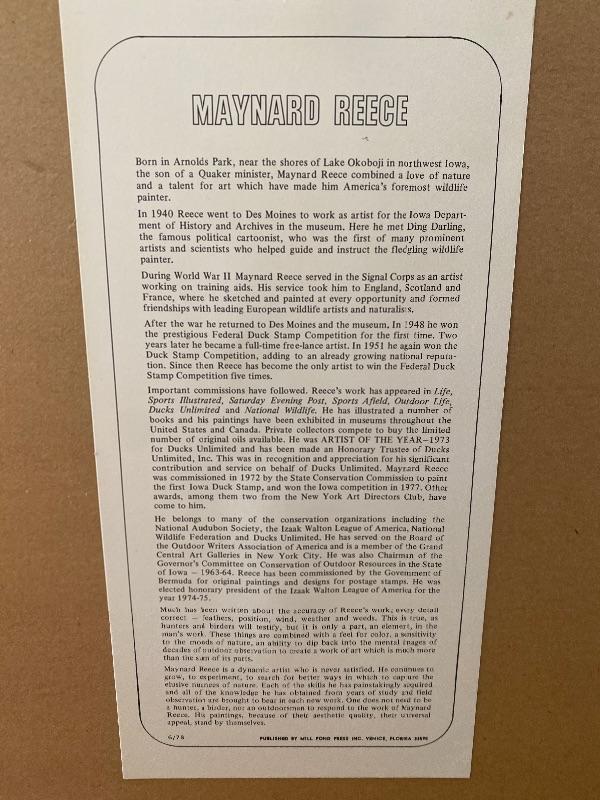 MAYNARD REECE
Born in Arnolds Park, near the shores of Lake Okoboji in northwest Iowa,
the son of a Quaker minister, Maynard Reece combined a love of nature
and a talent for art which have made him America's foremost wildlife
painter.
In 1940 Reece went to Des Moines to work as artist for the Iowa Depart-
ment of History and Archives in the museum. Here he met Ding Darling,
the famous political cartoonist, who was the first of many prominent
artists and scientists who helped guide and instruct the fledgling wildlife
painter.
During World War II Maynard Reece served in the Signal Corps as an artist
working on training aids. His service took him to England, Scotland and
France, where he sketched and painted at every opportunity and formed
friendships with leading European wildlife artists and naturalists.
After the war he returned to Des Moines and the museum. In 1948 he won
the prestigious Federal Duck Stamp Competition for the first time. Two
years later he became a full-time free-lance artist. In 1951 he again won the
Duck Stamp Competition, adding to an already growing national reputa-
tion. Since then Reece has become the only artist to win the Federal Duck
Stamp Competition five times.
Important commissions have followed. Reece's work has appeared in Life,
Sports Illustrated, Saturday Evening Post, Sports Afield, Outdoor Life,
Ducks Unlimited and National Wildlife. He has illustrated a number of
books and his paintings have been exhibited in museums throughout the
United States and Canada. Private collectors compete to buy the limited
number of original oils available. He was ARTIST OF THE YEAR–1973
for Ducks Unlimited and has been made an Honorary Trustee of Ducks
Unlimited, Inc. This was in recognition and appreciation for his significant
contribution and service on behalf of Ducks Unlimited. Maynard Reece
was commissioned in 1972 by the State Conservation Commission to paint
the first Iowa Duck Stamp, and won the Iowa competition in 1977. Other
awards, among them two from the New York Art Directors Club, have
come to him.
He belongs to many of the conservation organizations including the
National Audubon Society, the Izaak Walton League of America, National
Wildlife Federation and Ducks Unlimited. He has served on the Board of
the Outdoor Writers Association of America and is a member of the Grand
Central Art Galleries in New York City. He was also Chairman of the
Governor's Committee on Conservation of Outdoor Resources in the State
of Iowa — 1963-64. Reece has been commissioned by the Government of
Bermuda for original paintings and designs for postage stamps. He was
elected honorary president of the Izaak Walton League of America for the
year 1974-75.
Much has been written about the accuracy of Reece's work; every detail
correct — feathers, position, wind, weather and weeds. This is true, as
hunters and birders will testify, but it is only a part, an element, in the
man's work. These things are combined with a feel for color, a sensitivity
to the moods of nature, an ability to dip back into the mental images of
decades of outdoor observation to create a work of art which is much more
than the sum of its parts.
Maynard Reece is a dynamic artist who is never satisfied. He continues to
grow, to experiment, to search for better ways in which to capture the
elusive nuances of nature. Each of the skills he has painstakingly acquired
and all of the knowledge he has obtained from years of study and field
observation are brought to bear in each new work. One does not need to be
a hunter, a birder, nor an outdoorsman to respond to the work of Maynard
Reece. His paintings, because of their aesthetic quality, their universal
appeal, stand by themselves.
6/78 PUBLISHED BY MILL POND PRESS INC. VENICE, FLORIDA 33595